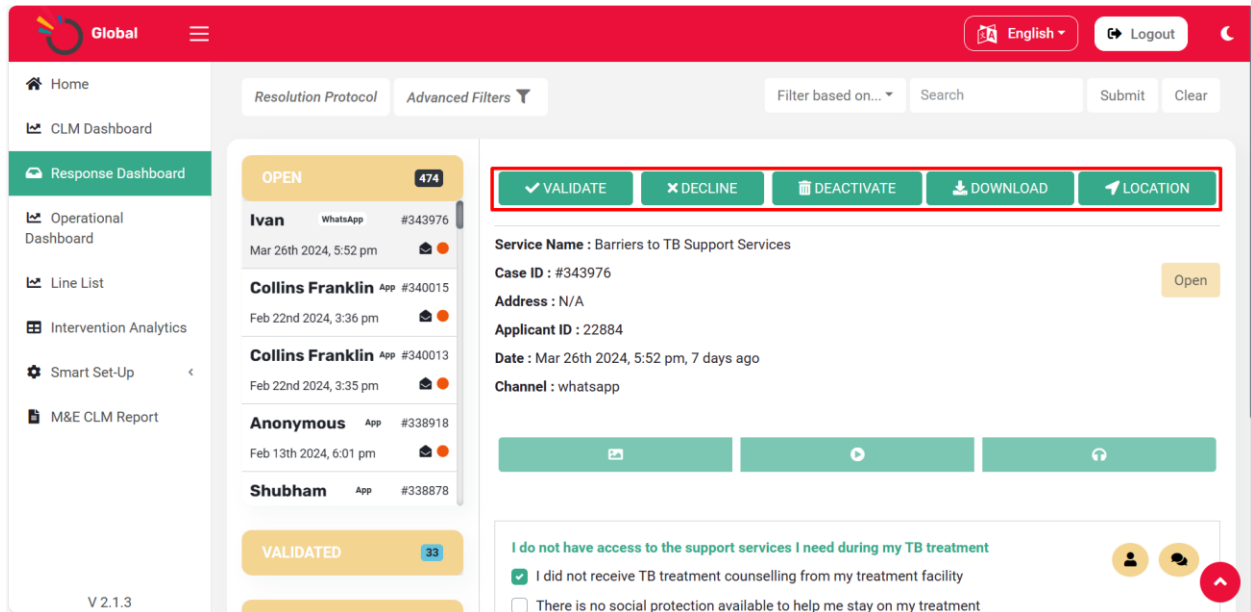 Global
English
Logout
Home
CLM Dashboard
Response Dashboard
Operational
Dashboard
Line List
Intervention Analytics
Smart Set-Up
M&E CLM Report
V 2.1.3
Resolution Protocol
Advanced Filters
Filter based on...
Search
Submit
Clear
OPEN 474
Ivan WhatsApp #343976
Mar 26th 2024, 5:52 pm
Collins Franklin App #340015
Feb 22nd 2024, 3:36 pm
Collins Franklin App #340013
Feb 22nd 2024, 3:35 pm
Anonymous App #338918
Feb 13th 2024, 6:01 pm
Shubham App #338878
VALIDATED 33
VALIDATE
DECLINE
DEACTIVATE
DOWNLOAD
LOCATION
Service Name : Barriers to TB Support Services
Case ID : #343976
Address : N/A
Applicant ID : 22884
Date : Mar 26th 2024, 5:52 pm, 7 days ago
Channel : whatsapp
Open
I do not have access to the support services I need during my TB treatment
I did not receive TB treatment counselling from my treatment facility
There is no social protection available to help me stay on my treatment